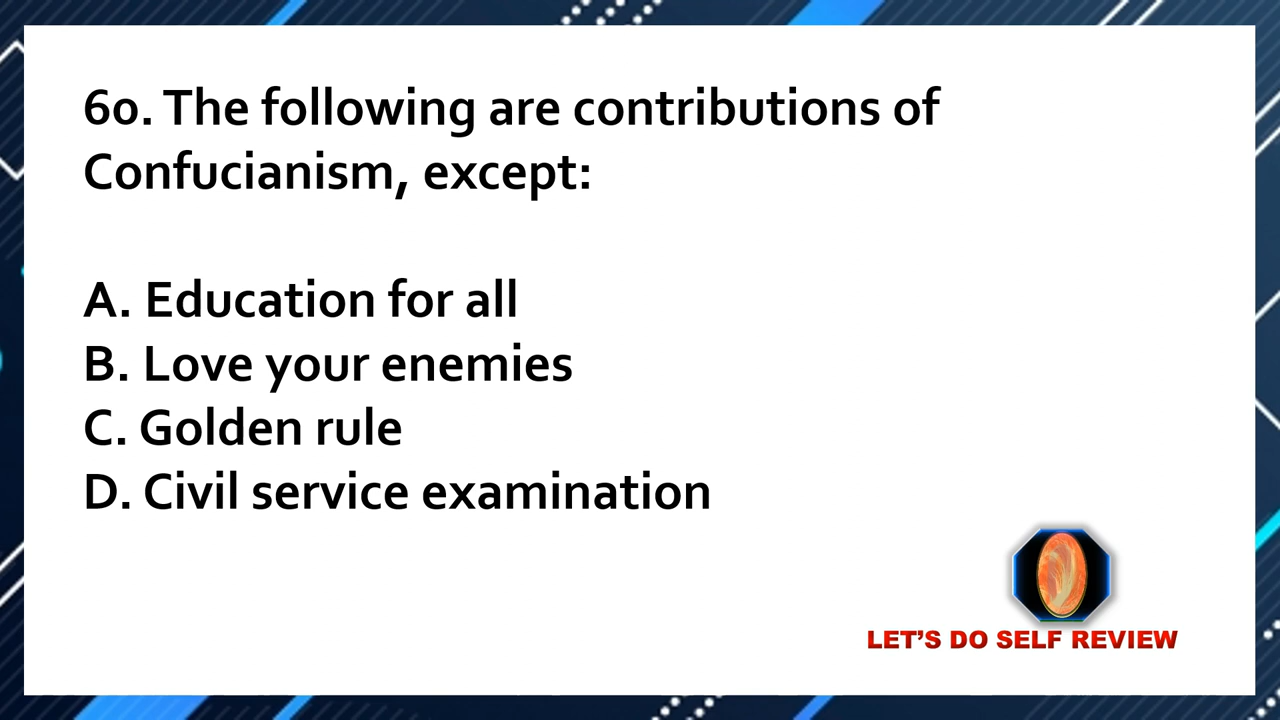 60. The following are contributions of
Confucianism, except:
A. Education for all
B. Love your enemies
C. Golden rule
D. Civil service examination
LET'S DO SELF REVIEW